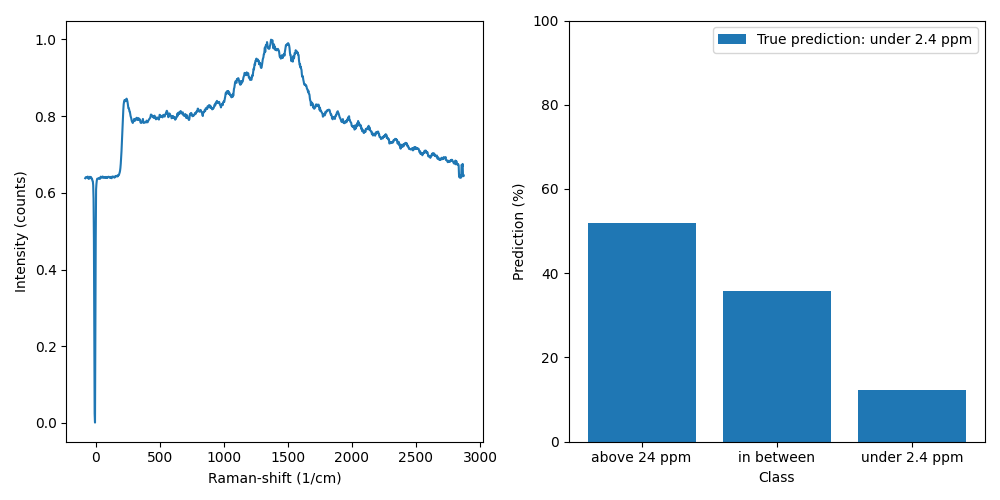 1.0
0.8
0.6
0.4
0.2
0.0
Intensity (counts)
0
500
1000
1500
2000
2500
3000
Raman-shift (1/cm)
100
80
60
40
20
0
Prediction (%)
True prediction: under 2.4 ppm
above 24 ppm
in between
under 2.4 ppm
Class